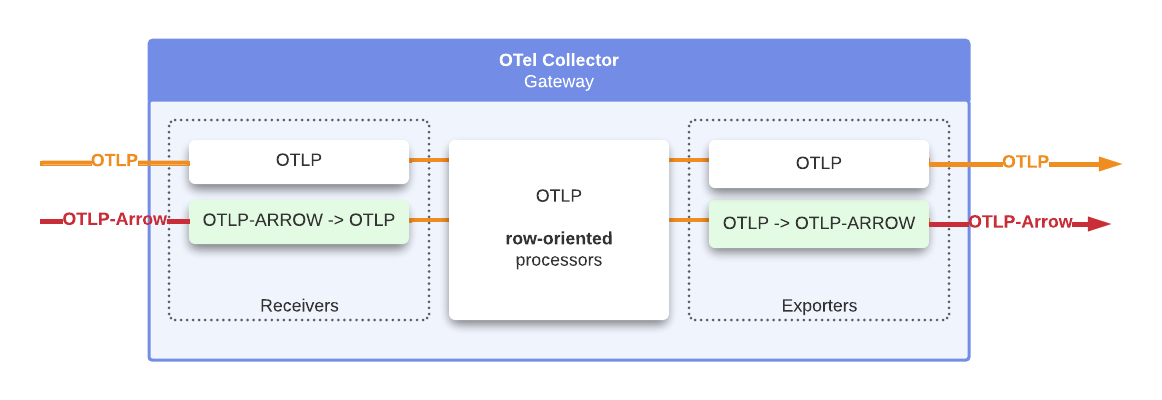 OTel Collector
Gateway
OTLP
OTLP-Arrow
OTLP
OTLP-ARROW -> OTLP
Receivers
OTLP
row-oriented
processors
OTLP
OTLP -> OTLP-ARROW
Exporters
OTLP
OTLP-Arrow